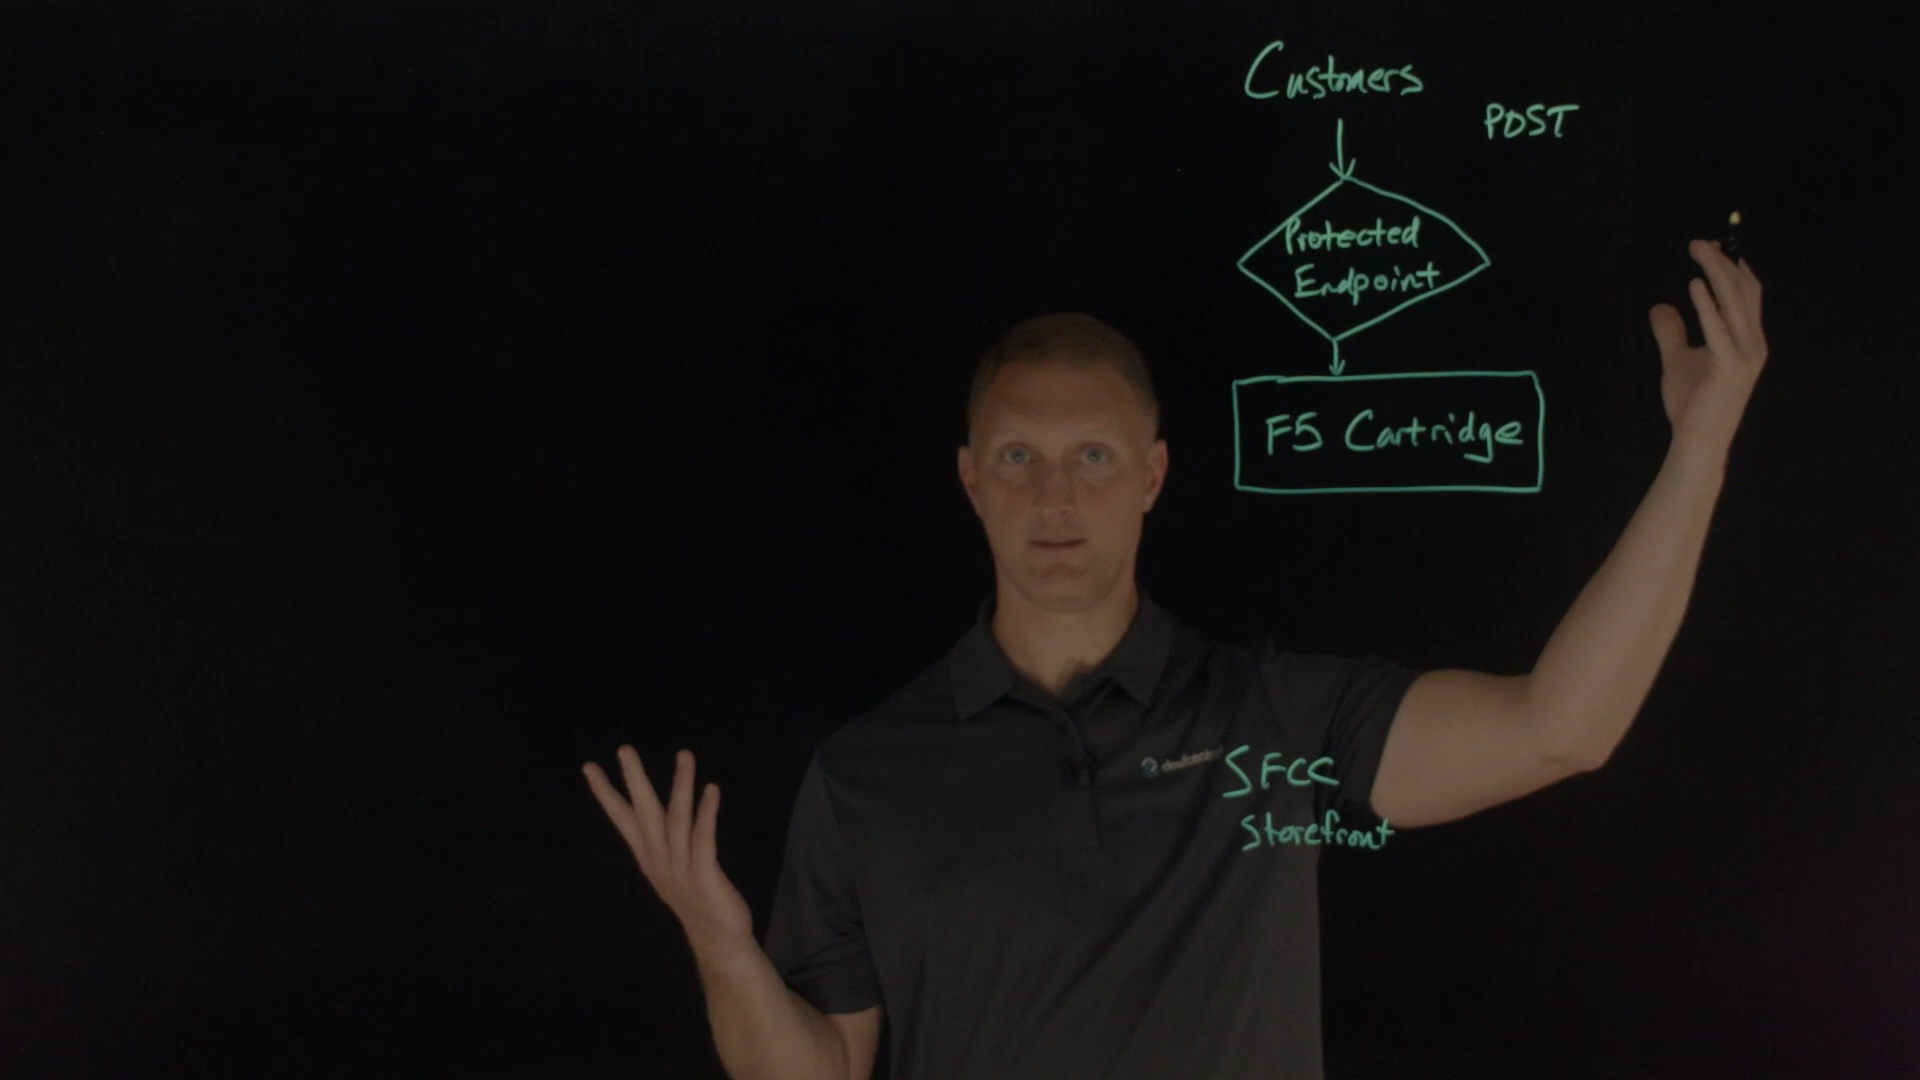 Customers
POST
Protected
Endpoint
F5 Cartridge
SFCC
Storefront